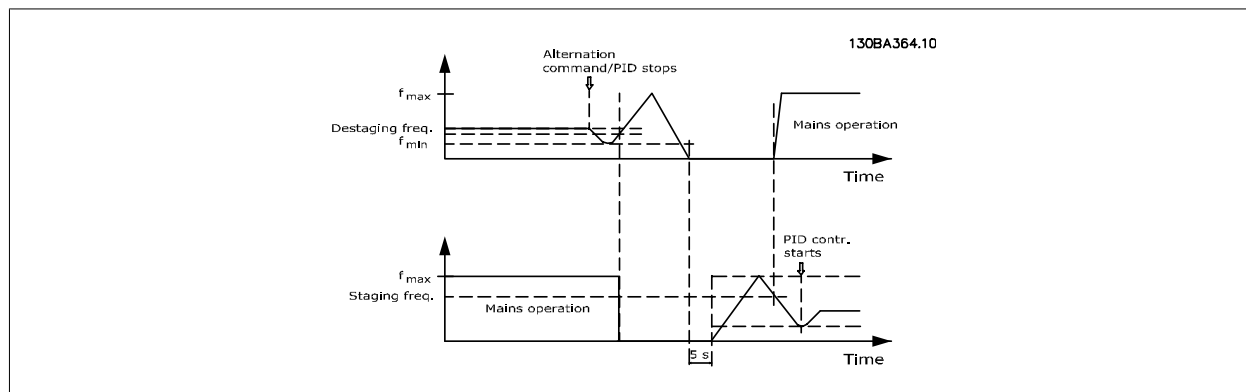 130BA364.10
Alternation
command/PID stops
f max
Destaging freq.
f min
Mains operation
Time
PID contr.
starts
f max
Staging freq.
Mains operation
5 s
Time